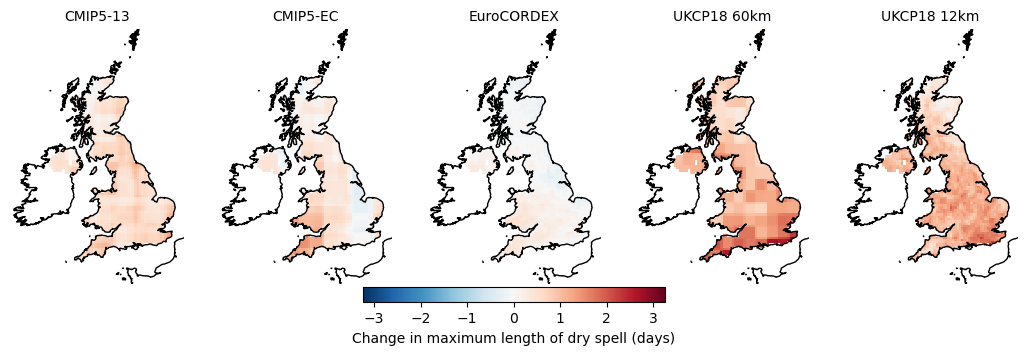 CMIP5-13 CMIP5-EC EuroCORDEX UKCP18 60km UKCP18 12km
−3 −2 −1 0 1 2 3
Change in maximum length of dry spell (days)